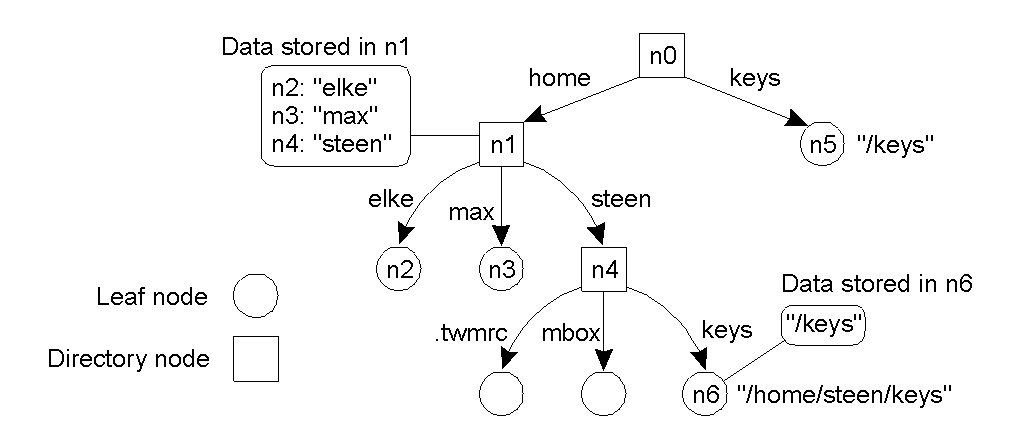 Data stored in n1
n2: "elke"
n3: "max"
n4: "steen"
n0
home
keys
n1
n5
"/keys"
elke
max
steen
n2
n3
n4
Data stored in n6
"/keys"
Leaf node
.twmrc
mbox
keys
Directory node
n6
"/home/steen/keys"